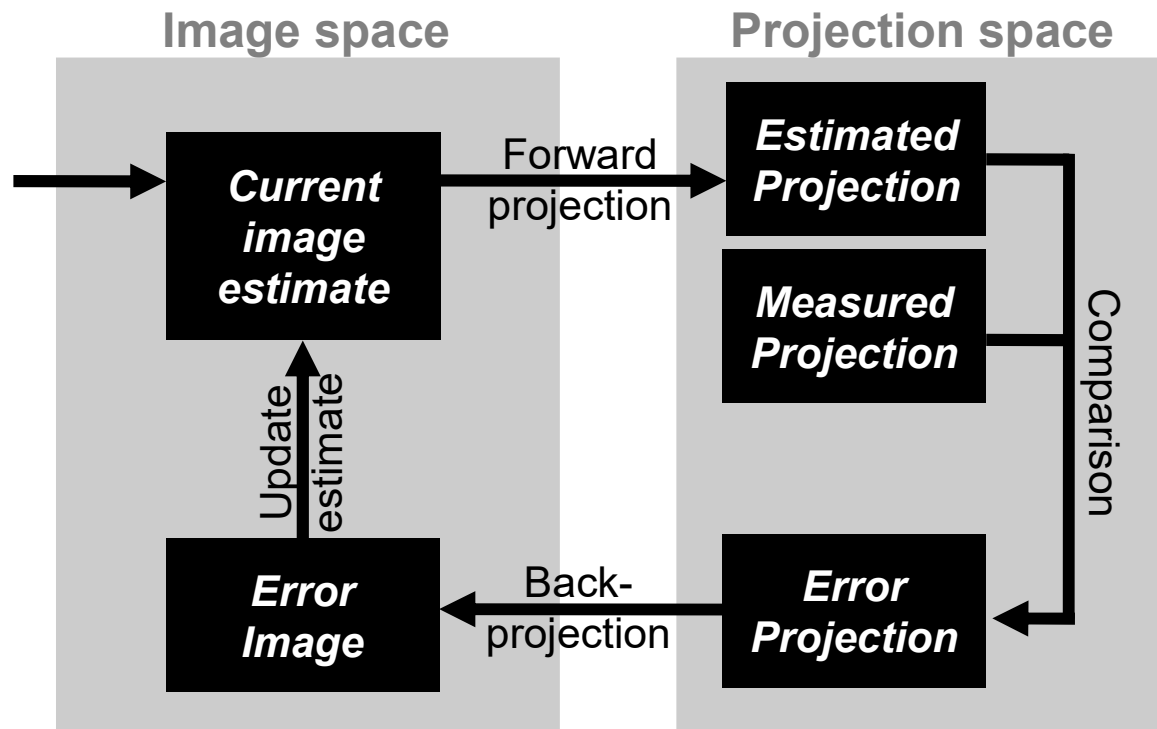 Image space
Projection space
Current
image
estimate
Forward
projection
Estimated
Projection
Measured
Projection
Comparison
Update
estimate
Error
Image
Back-
projection
Error
Projection